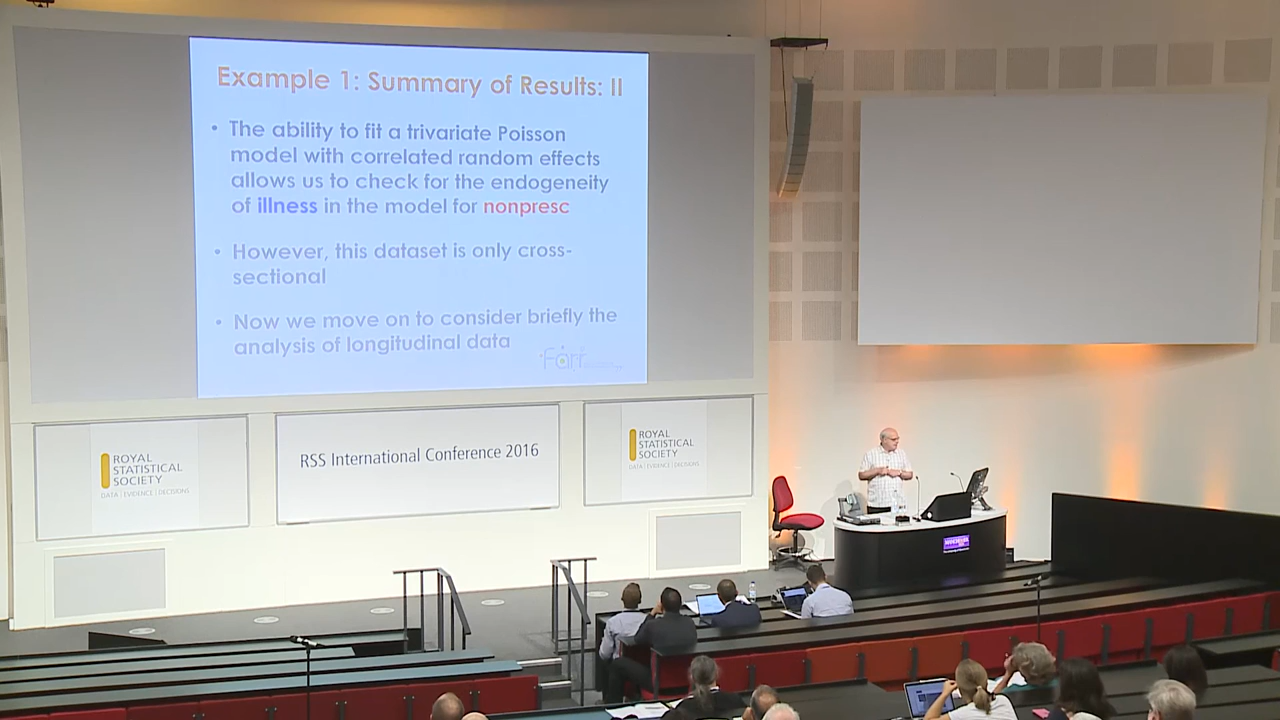 Example 1: Summary of Results: II
• The ability to fit a trivariate Poisson
model with correlated random effects
allows us to check for the endogeneity
of illness in the model for nonpresc
• However, this dataset is only cross-
sectional
• Now we move on to consider briefly the
analysis of longitudinal data
Farr
ROYAL
STATISTICAL
SOCIETY
DATA | EVIDENCE | DECISIONS
RSS International Conference 2016
ROYAL
STATISTICAL
SOCIETY
DATA | EVIDENCE | DECISIONS